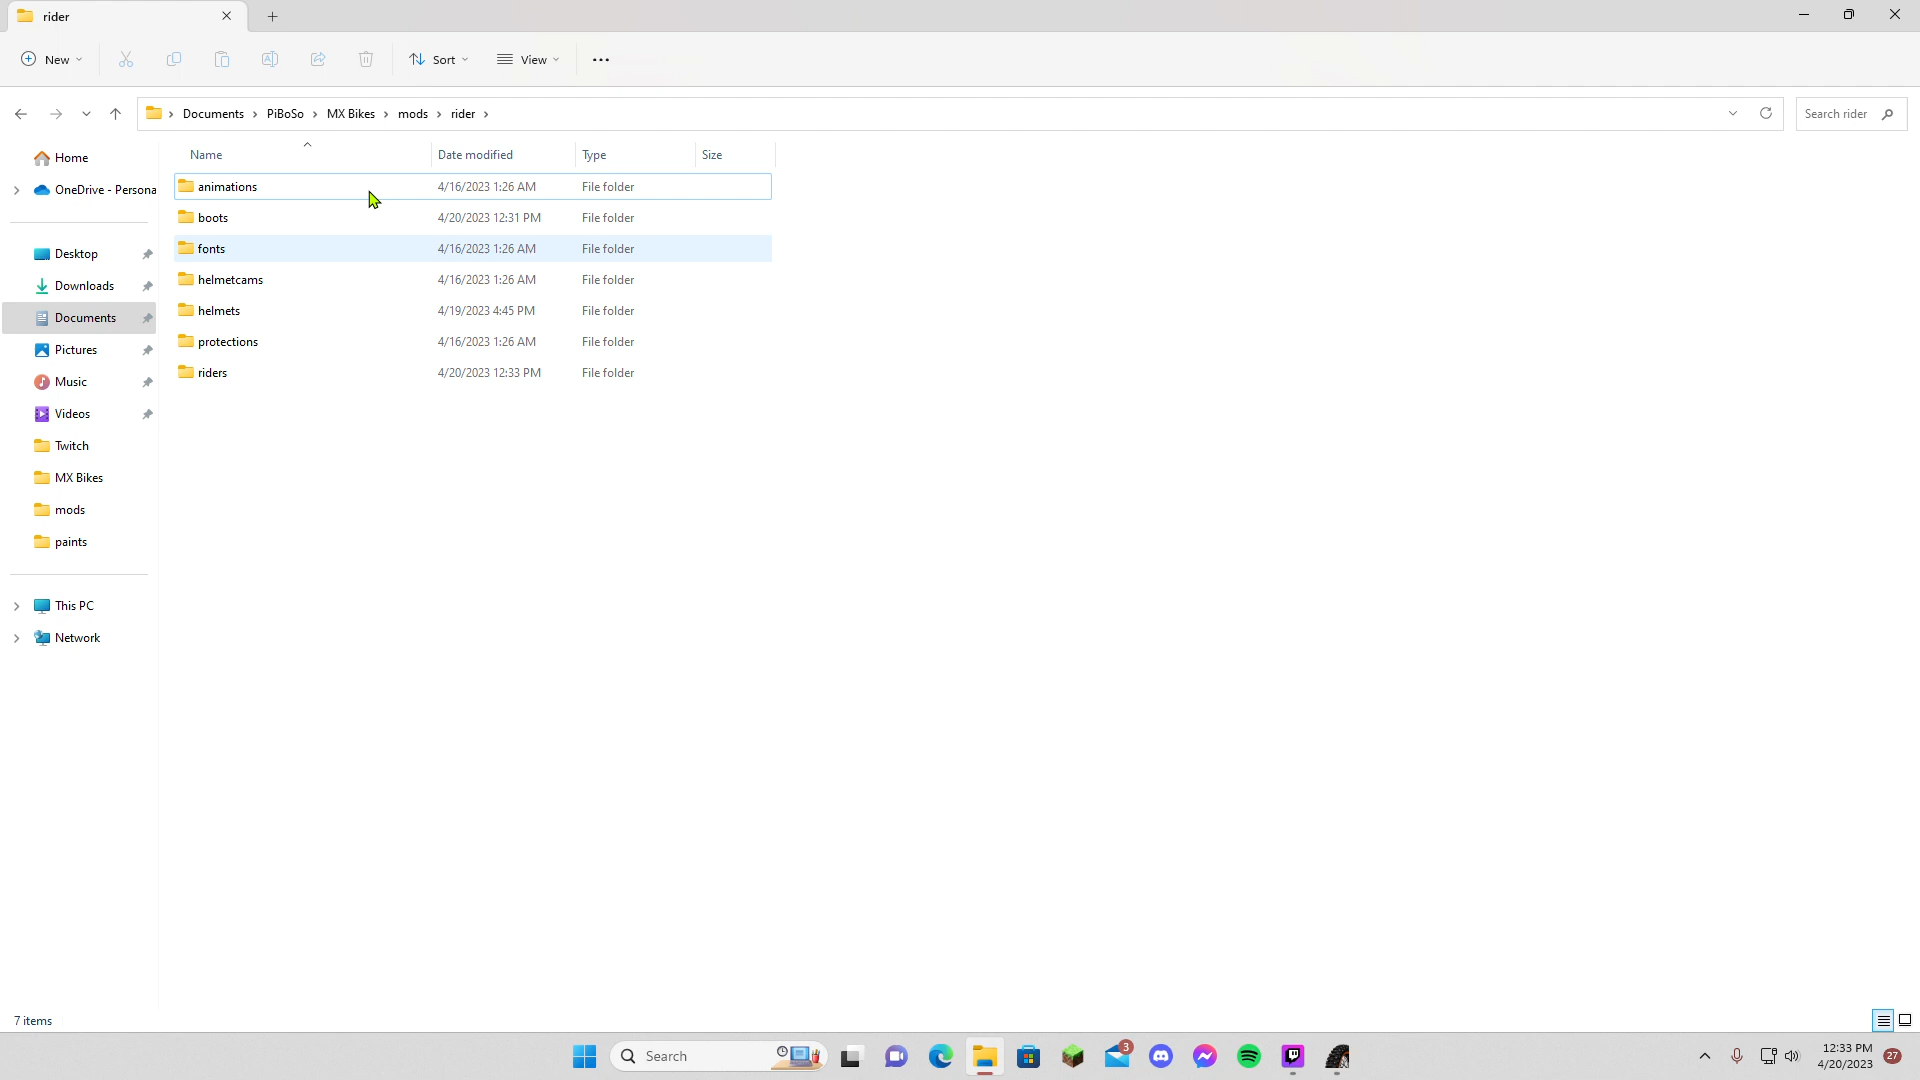 rider
New
Sort
View
Documents > PiBoSo > MX Bikes > mods > rider >
Search rider
Name
Date modified
Type
Size
Home
OneDrive - Persona
Desktop
Downloads
Documents
Pictures
Music
Videos
Twitch
MX Bikes
mods
paints
This PC
Network
animations 4/16/2023 1:26 AM File folder
boots 4/20/2023 12:31 PM File folder
fonts 4/16/2023 1:26 AM File folder
helmetcams 4/16/2023 1:26 AM File folder
helmets 4/19/2023 4:45 PM File folder
protections 4/16/2023 1:26 AM File folder
riders 4/20/2023 12:33 PM File folder
7 items
Search
3
12:33 PM
4/20/2023
27